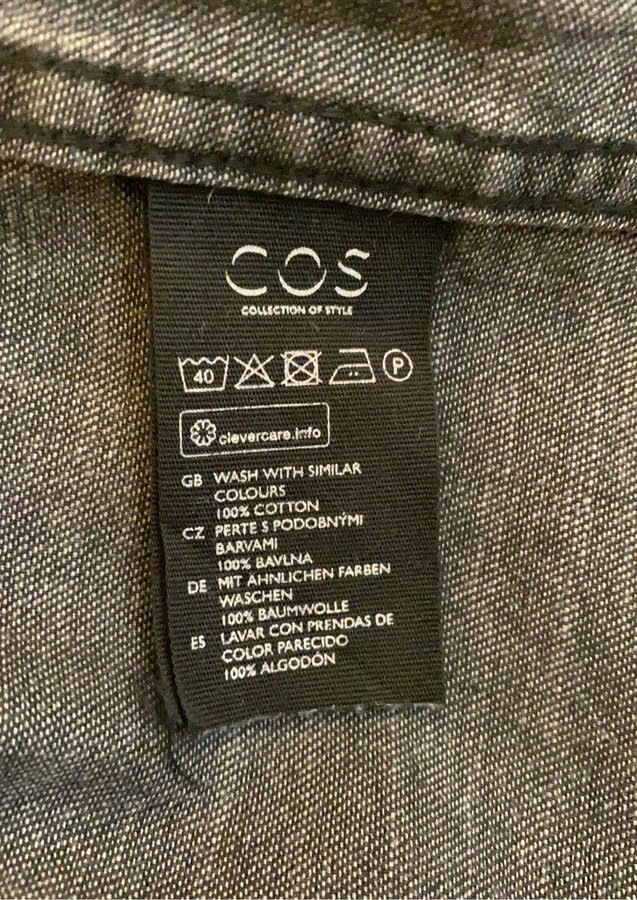 COS
COLLECTION OF STYLE
40 P
clevercare.info
GB WASH WITH SIMILAR
COLOURS
100% COTTON
CZ PERTE S PODOBNÝMI
BARVAMI
100% BAVLNA
DE MIT ÄHNLICHEN FARBEN
WASCHEN
100% BAUMWOLLE
ES LAVAR CON PRENDAS DE
COLOR PARECIDO
100% ALGODÓN